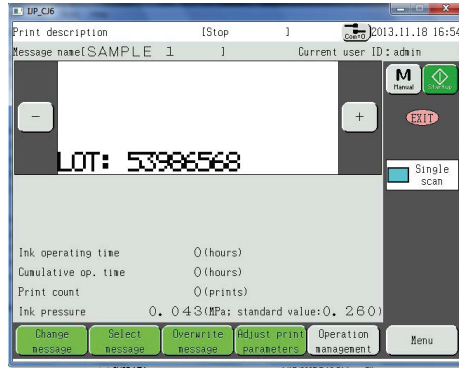 IJP_CJ6
Print description [Stop ] Com=0 2013.11.18 16:54
Message name[SAMPLE 1 ] Current user ID: admin
M
Manual
Startup
- +
EXIT
LOT: 53986568
Single
scan
Ink operating time 0(hours)
Cumulative op. time 0(hours)
Print count 0(prints)
Ink pressure 0. 043(MPa; standard value:0. 260)
Change
message
Select
message
Overwrite
message
Adjust print
parameters
Operation
management
Menu